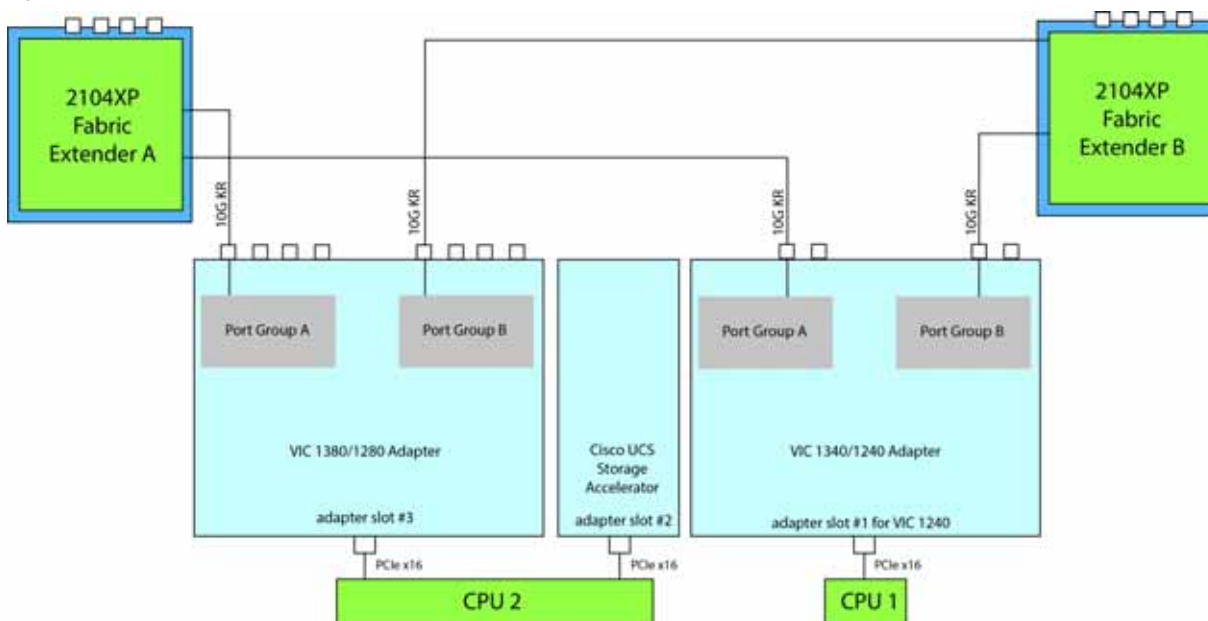 2104XP
Fabric
Extender A
2104XP
Fabric
Extender B
10G KR
10G KR
10G KR
10G KR
Port Group A
Port Group B
Port Group A
Port Group B
VIC 1380/1280 Adapter
Cisco UCS
Storage
Accelerator
VIC 1340/1240 Adapter
adapter slot #3
adapter slot #2
adapter slot #1 for VIC 1240
PCIe x16
PCIe x16
PCIe x16
CPU 2
CPU 1